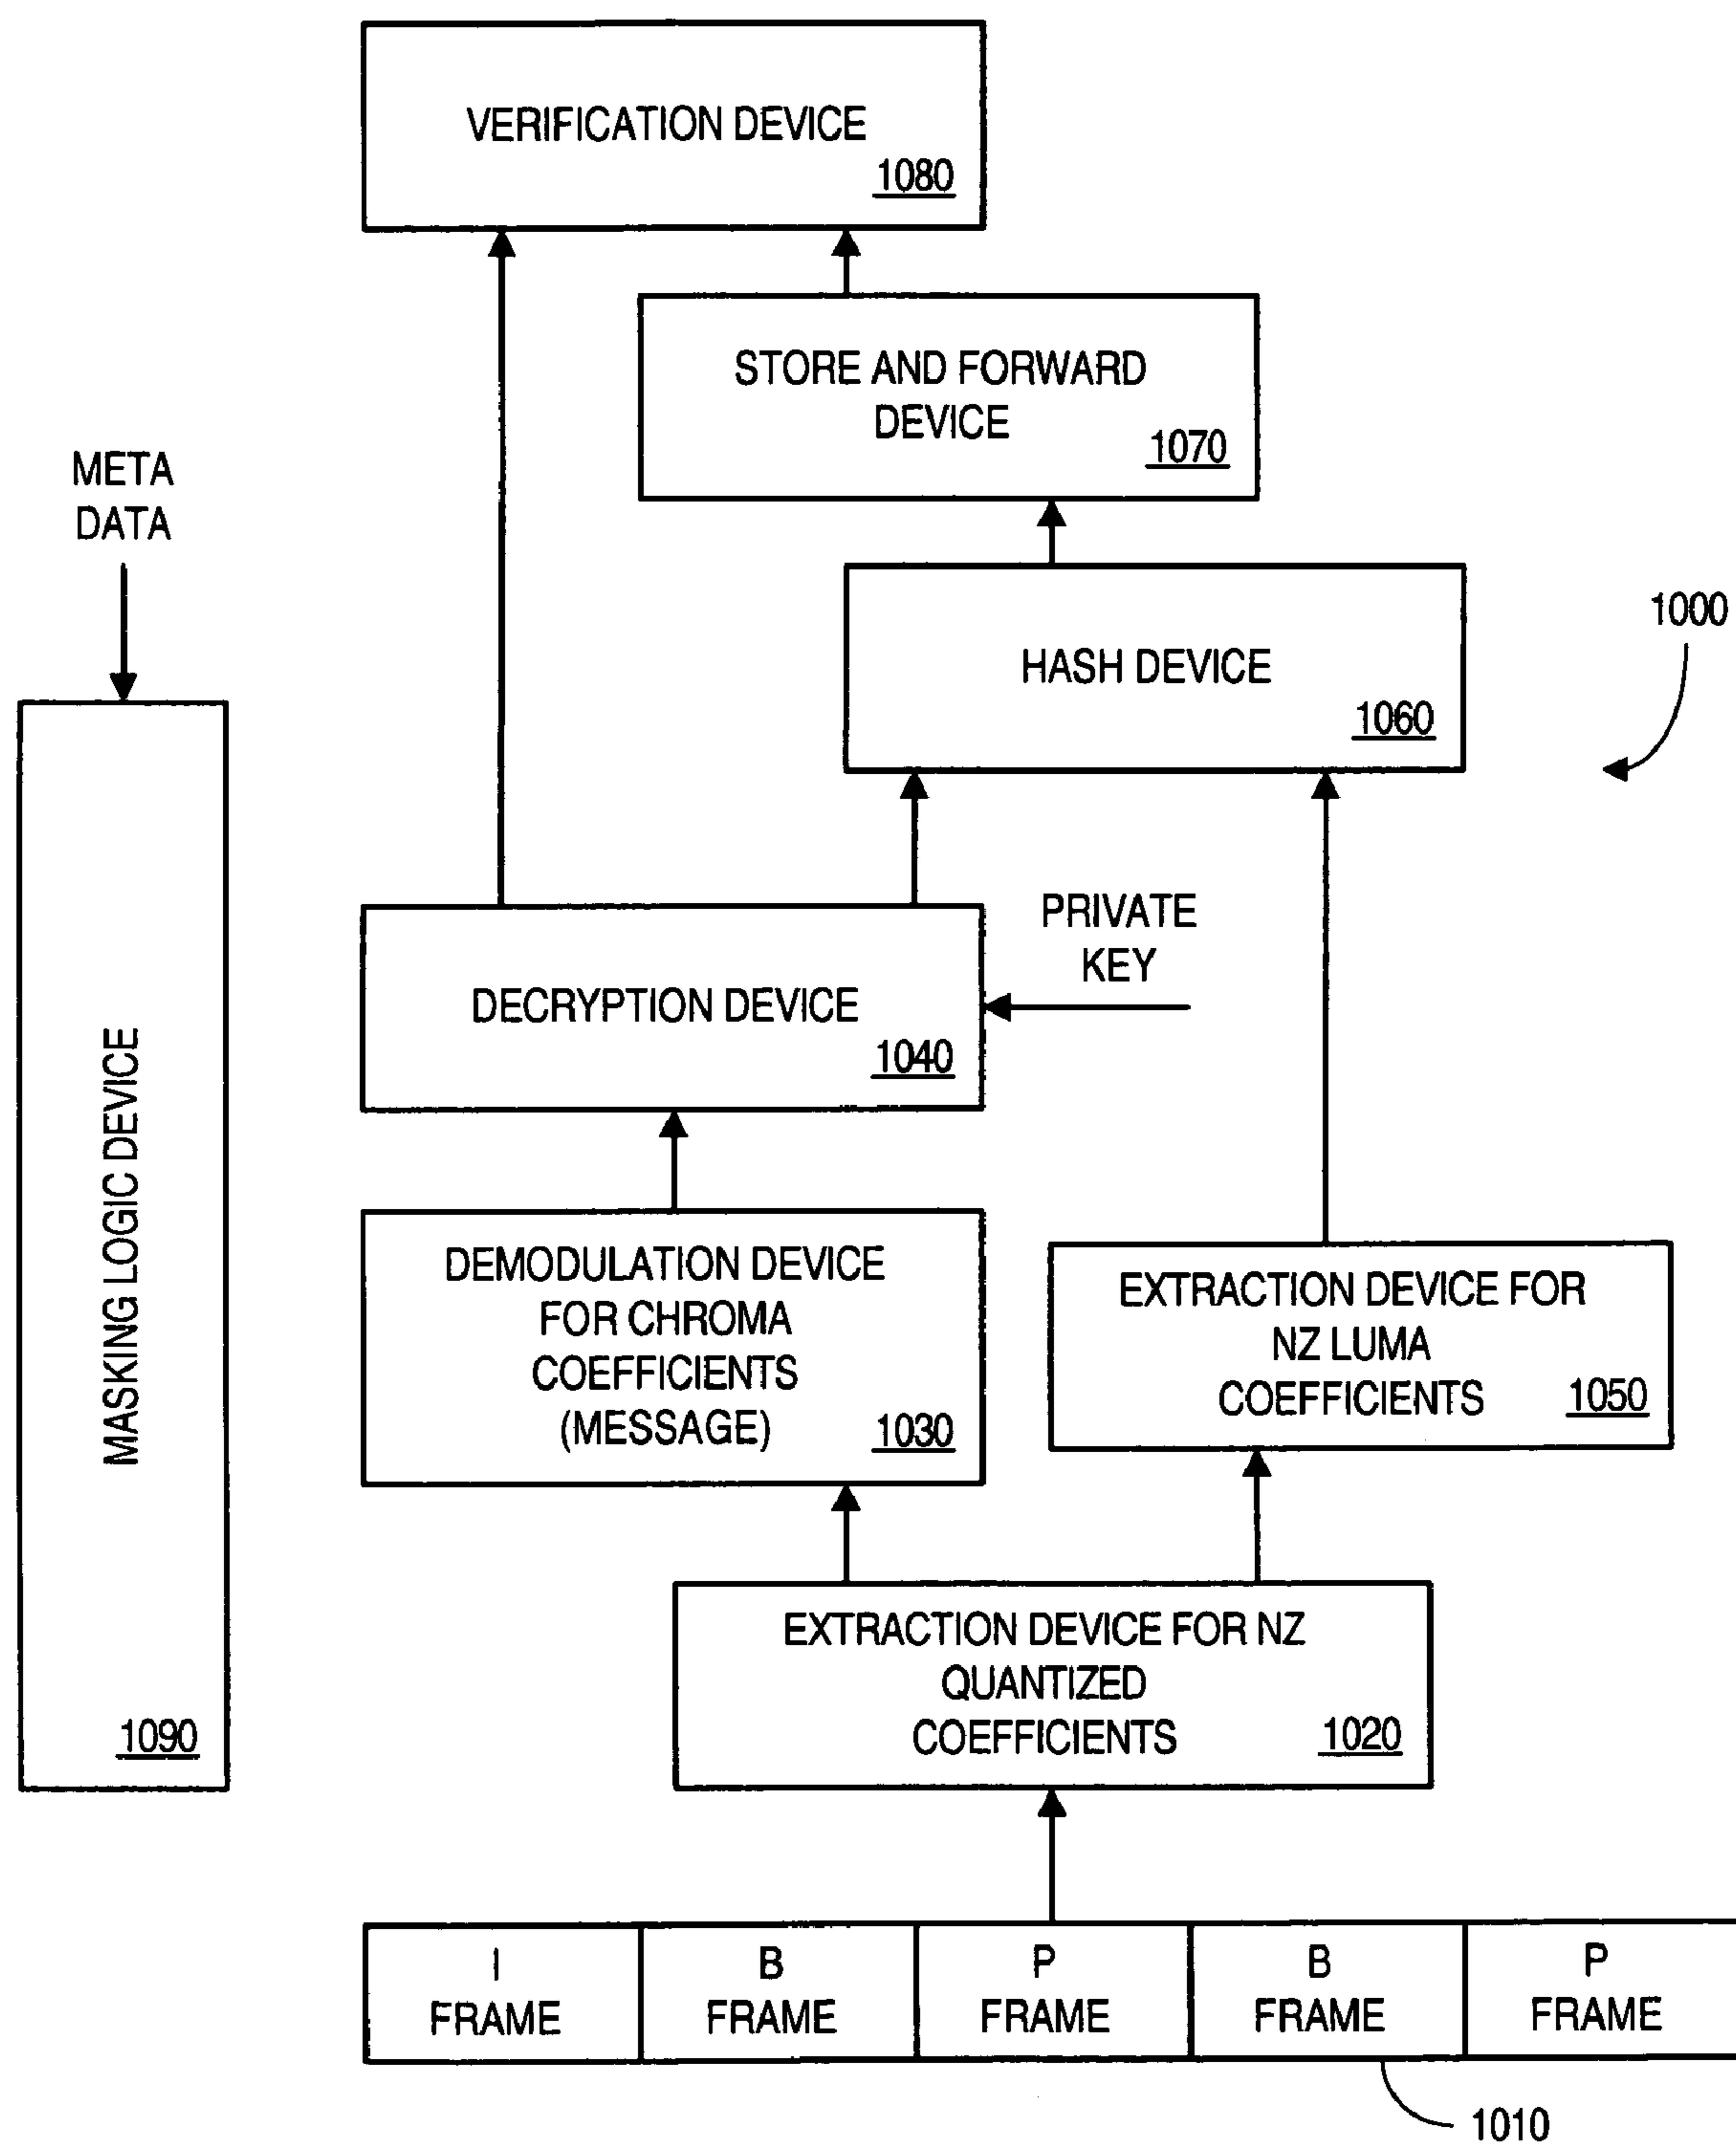 VERIFICATION DEVICE
1080
STORE AND FORWARD
DEVICE
1070
META
DATA
HASH DEVICE
1060
1000
PRIVATE
KEY
DECRYPTION DEVICE
1040
MASKING LOGIC DEVICE
1090
DEMODULATION DEVICE
FOR CHROMA
COEFFICIENTS
(MESSAGE)
1030
EXTRACTION DEVICE FOR
NZ LUMA
COEFFICIENTS
1050
EXTRACTION DEVICE FOR NZ
QUANTIZED
COEFFICIENTS
1020
I
FRAME
B
FRAME
P
FRAME
B
FRAME
P
FRAME
1010